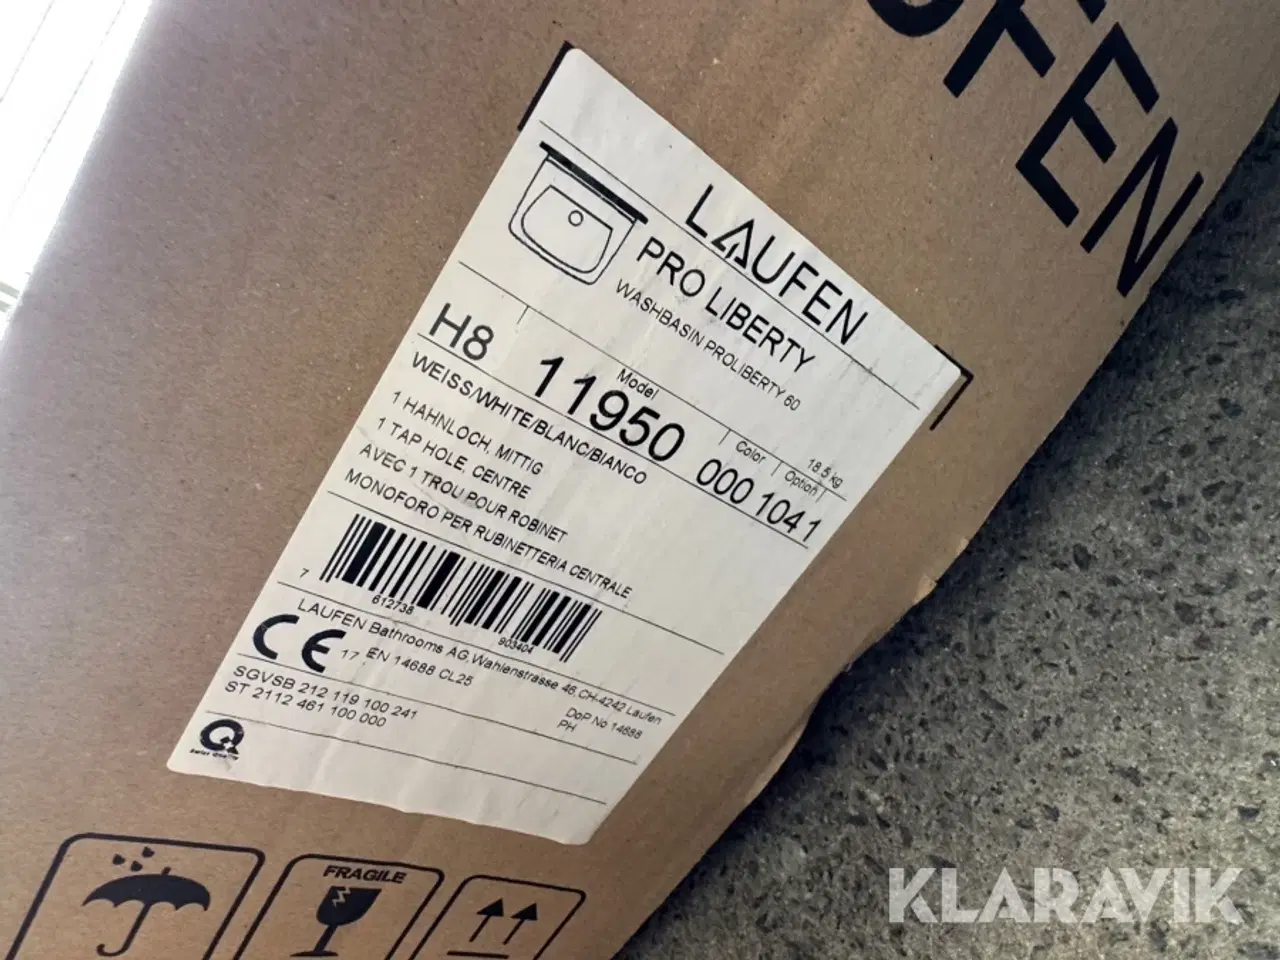 UFEN
LAUFEN
PRO LIBERTY
WASHBASIN PROLIBERTY 60
18.5 kg
Model | Color | Option |
H8 11950 000 1041
WEISS/WHITE/BLANC/BIANCO
1 HAHNLOCH, MITTIG
1 TAP HOLE, CENTRE
AVEC 1 TROU POUR ROBINET
MONOFORO PER RUBINETTERIA CENTRALE
7 612738 903404
LAUFEN Bathrooms AG, Wahlenstrasse 46, CH-4242 Laufen
CE 17, EN 14688 CL25 DoP No 14688
PH
SGVSB 212 119 100 241
ST 2112 461 100 000
Q
FRAGILE
KLARAVIK